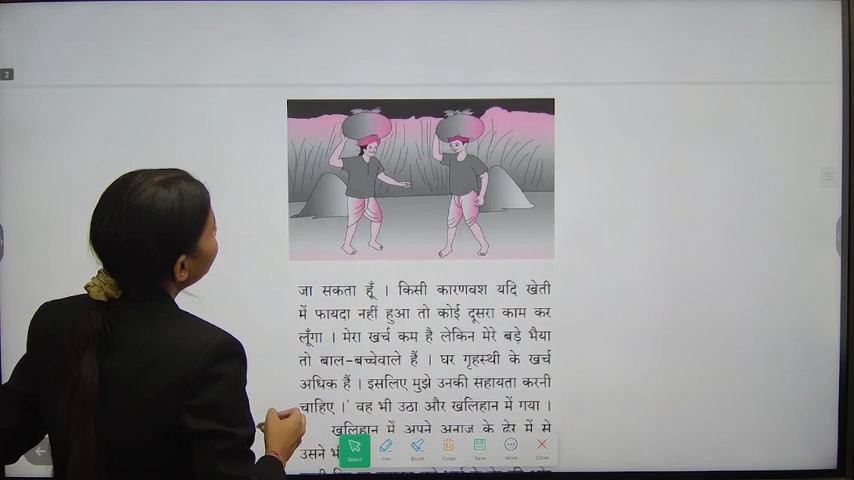 2
जा सकता हूँ । किसी कारणवश यदि खेती
में फायदा नहीं हुआ तो कोई दूसरा काम कर
लूँगा । मेरा खर्च कम है लेकिन मेरे बड़े भैया
तो बाल-बच्चेवाले हैं । घर गृहस्थी के खर्च
अधिक हैं । इसलिए मुझे उनकी सहायता करनी
चाहिए ।’ वह भी उठा और खलिहान में गया ।
खलिहान में अपने अनाज के ढेर में से
उसने
Select Pen Brush Clear Save More Close